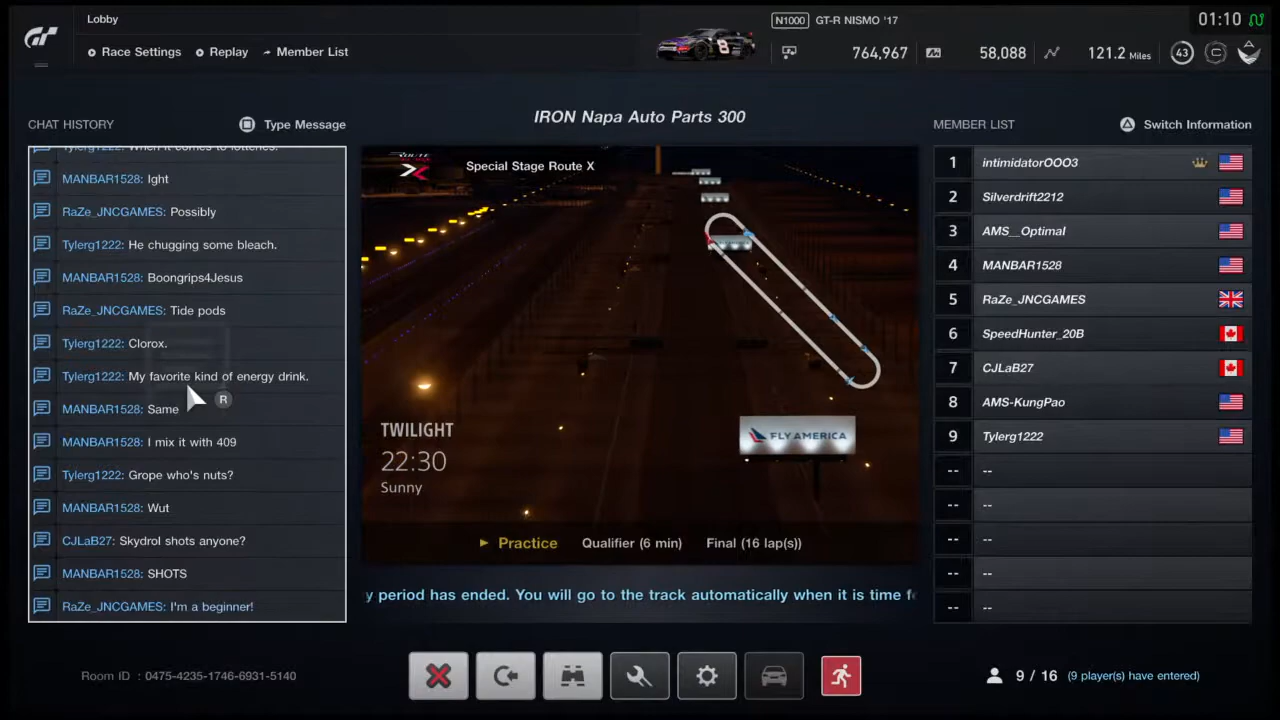 Lobby
N1000 GT-R NISMO '17
01:10
Race Settings Replay Member List
764,967 58,088 121.2 Miles 43
IRON Napa Auto Parts 300
CHAT HISTORY Type Message
MEMBER LIST Switch Information
Tylerg1222: When it comes to lotteries.
MANBAR1528: Ight
RaZe_JNCGAMES: Possibly
Tylerg1222: He chugging some bleach.
MANBAR1528: Boongrips4Jesus
RaZe_JNCGAMES: Tide pods
Tylerg1222: Clorox.
Tylerg1222: My favorite kind of energy drink.
R
MANBAR1528: Same
MANBAR1528: I mix it with 409
Tylerg1222: Grope who's nuts?
MANBAR1528: Wut
CJLaB27: Skydrol shots anyone?
MANBAR1528: SHOTS
RaZe_JNCGAMES: I'm a beginner!
Special Stage Route X
TWILIGHT
22:30
Sunny
FLY AMERICA
Practice Qualifier (6 min) Final (16 lap(s))
y period has ended. You will go to the track automatically when it is time f
1 intimidatorOOO3
2 Silverdrift2212
3 AMS__Optimal
4 MANBAR1528
5 RaZe_JNCGAMES
6 SpeedHunter_20B
7 CJLaB27
8 AMS-KungPao
9 Tylerg1222
-- --
-- --
-- --
-- --
-- --
Room ID : 0475-4235-1746-6931-5140
9 / 16 (9 player(s) have entered)